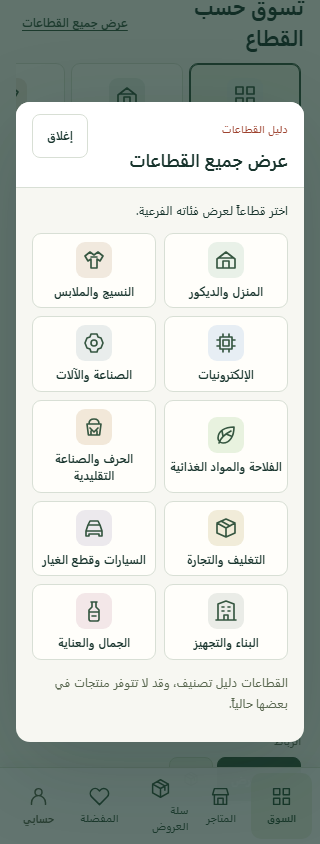 تسوق حسب
القطاع
عرض جميع القطاعات
دليل القطاعات
عرض جميع القطاعات
إغلاق
اختر قطاعاً لعرض فئاته الفرعية.
المنزل والديكور
النسيج والملابس
الإلكترونيات
الصناعة والآلات
الفلاحة والمواد الغذائية
الحرف والصناعة
التقليدية
التغليف والتجارة
السيارات وقطع الغيار
البناء والتجهيز
الجمال والعناية
القطاعات دليل تصنيف، وقد لا تتوفر منتجات في
بعضها حالياً.
الرباط
السوق
المتاجر
سلة
العروض
المفضلة
حسابي